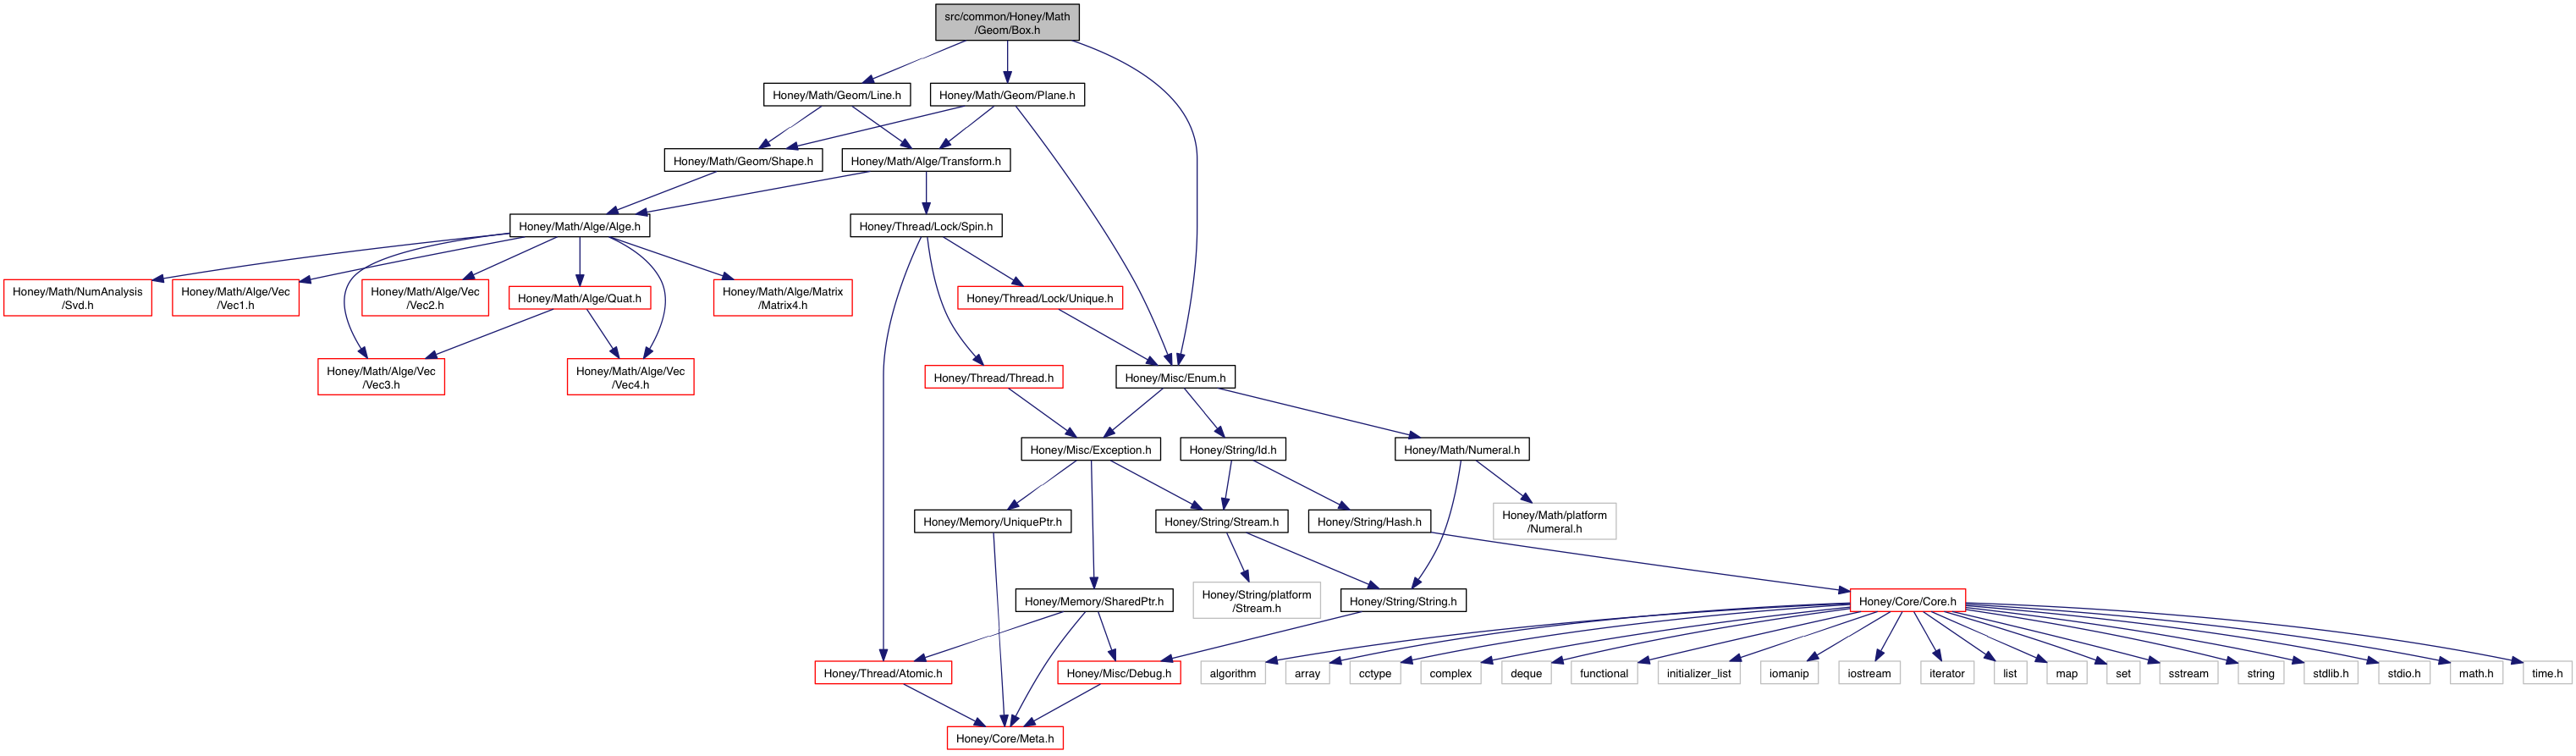 src/common/Honey/Math
/Geom/Box.h
Honey/Math/Geom/Line.h
Honey/Math/Geom/Plane.h
Honey/Math/Geom/Shape.h
Honey/Math/Alge/Transform.h
Honey/Math/Alge/Alge.h
Honey/Thread/Lock/Spin.h
Honey/Math/NumAnalysis
/Svd.h
Honey/Math/Alge/Vec
/Vec1.h
Honey/Math/Alge/Vec
/Vec2.h
Honey/Math/Alge/Quat.h
Honey/Math/Alge/Matrix
/Matrix4.h
Honey/Thread/Lock/Unique.h
Honey/Math/Alge/Vec
/Vec3.h
Honey/Math/Alge/Vec
/Vec4.h
Honey/Thread/Thread.h
Honey/Misc/Enum.h
Honey/Misc/Exception.h
Honey/String/Id.h
Honey/Math/Numeral.h
Honey/Memory/UniquePtr.h
Honey/String/Stream.h
Honey/String/Hash.h
Honey/Math/platform
/Numeral.h
Honey/Memory/SharedPtr.h
Honey/String/platform
/Stream.h
Honey/String/String.h
Honey/Core/Core.h
Honey/Thread/Atomic.h
Honey/Misc/Debug.h
algorithm
array
cctype
complex
deque
functional
initializer_list
iomanip
iostream
iterator
list
map
set
sstream
string
stdlib.h
stdio.h
math.h
time.h
Honey/Core/Meta.h